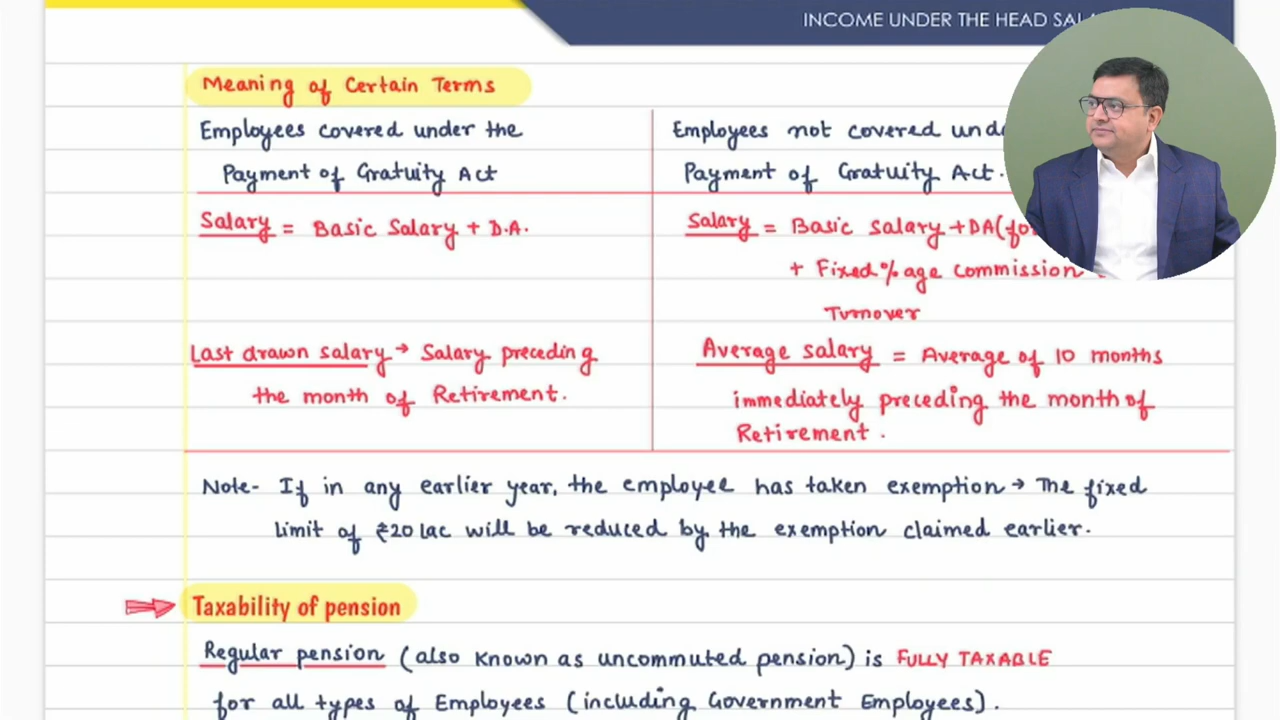 INCOME UNDER THE HEAD
Meaning of Certain Terms
Employees covered under the
Payment of Gratuity Act
Salary = Basic Salary + D.A.
Last drawn salary → Salary preceding
the month of Retirement.
Employees not covered
Payment of Gratuity Act.
Salary = Basic salary + DA(
+ Fixed %age commission
Turnover
Average salary = Average of 10 months
immediately preceding the month of
Retirement.
Note- If in any earlier year, the employee has taken exemption → The fixed
limit of ₹20 lac will be reduced by the exemption claimed earlier.
Taxability of pension
Regular pension (also known as uncommuted pension) is FULLY TAXABLE
for all types of Employees (including Government Employees).